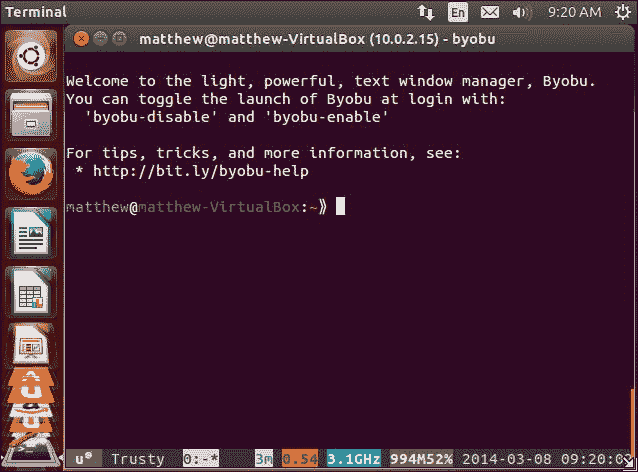 Terminal En 9:20 AM
matthew@matthew-VirtualBox (10.0.2.15) - byobu
Welcome to the light, powerful, text window manager, Byobu.
You can toggle the launch of Byobu at login with:
'byobu-disable' and 'byobu-enable'
For tips, tricks, and more information, see:
* http://bit.ly/byobu-help
matthew@matthew-VirtualBox:~⟫
u Trusty 0:-* 3m 0.54 3.1GHz 994M52% 2014-03-08 09:20:0